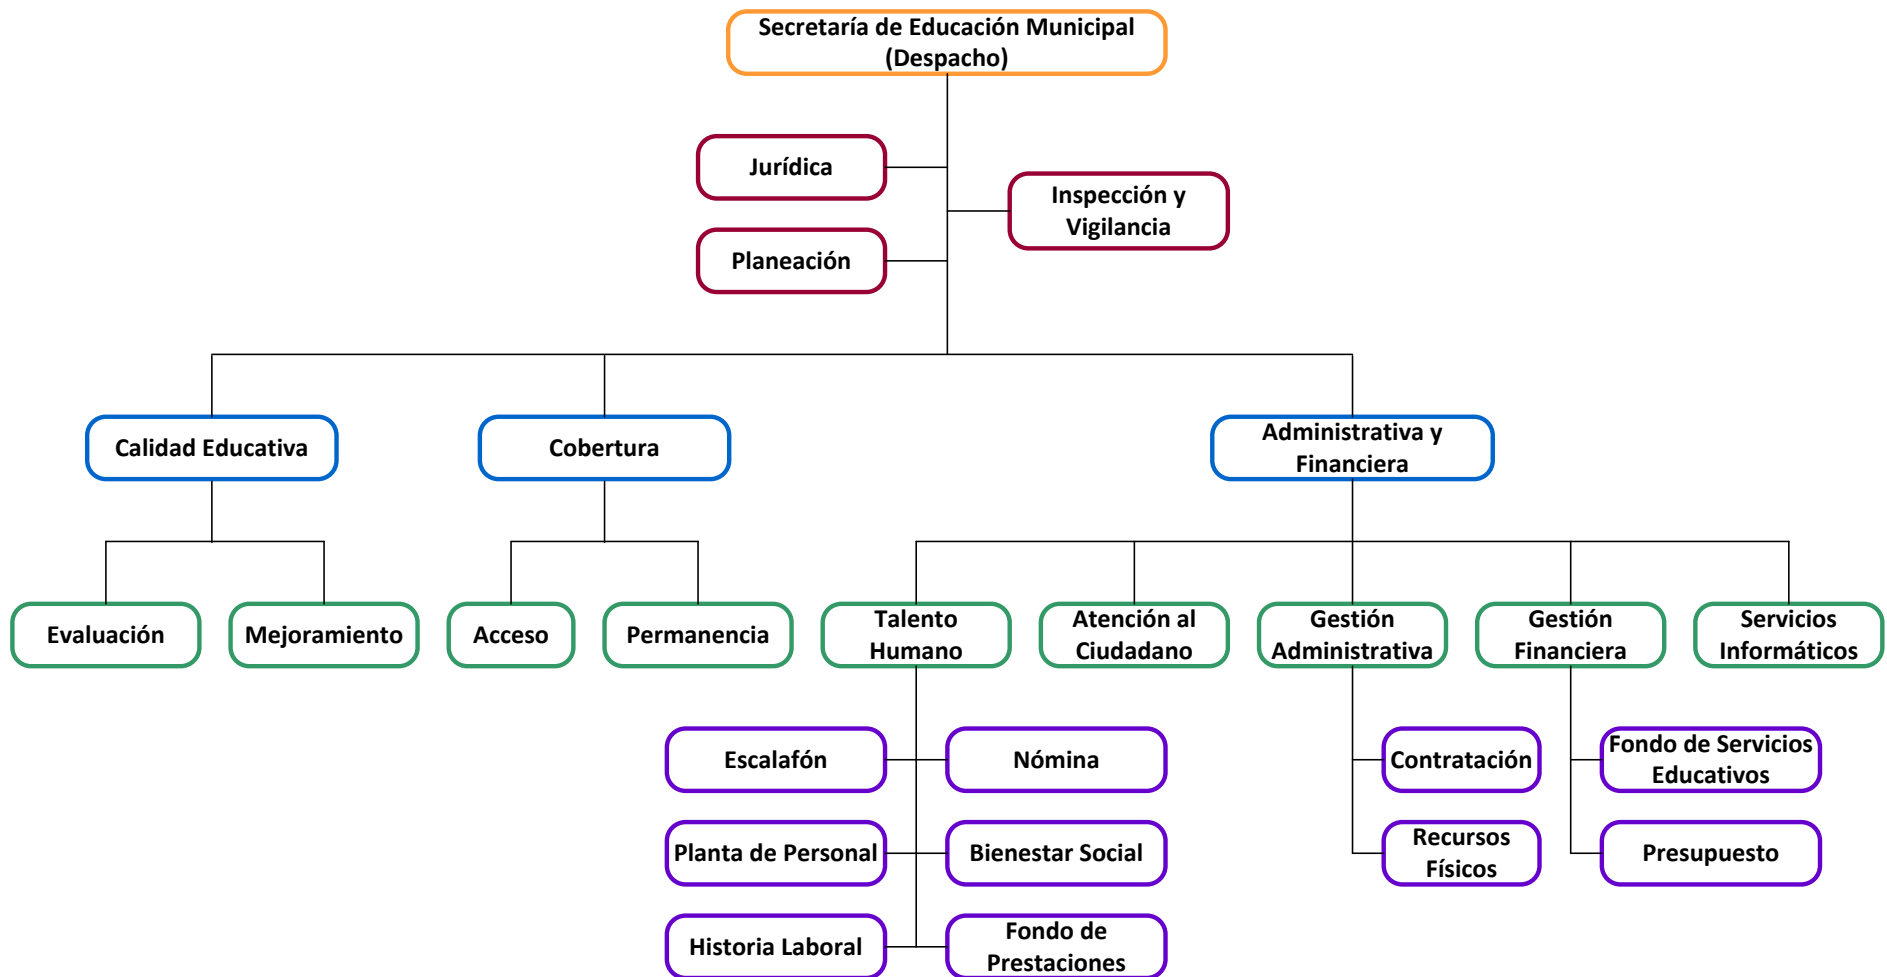 Secretaría de Educación Municipal
(Despacho)
Jurídica
Inspección y
Vigilancia
Planeación
Calidad Educativa
Cobertura
Administrativa y
Financiera
Evaluación
Mejoramiento
Acceso
Permanencia
Talento
Humano
Atención al
Ciudadano
Gestión
Administrativa
Gestión
Financiera
Servicios
Informáticos
Escalafón
Nómina
Contratación
Fondo de Servicios
Educativos
Planta de Personal
Bienestar Social
Recursos
Físicos
Presupuesto
Historia Laboral
Fondo de
Prestaciones